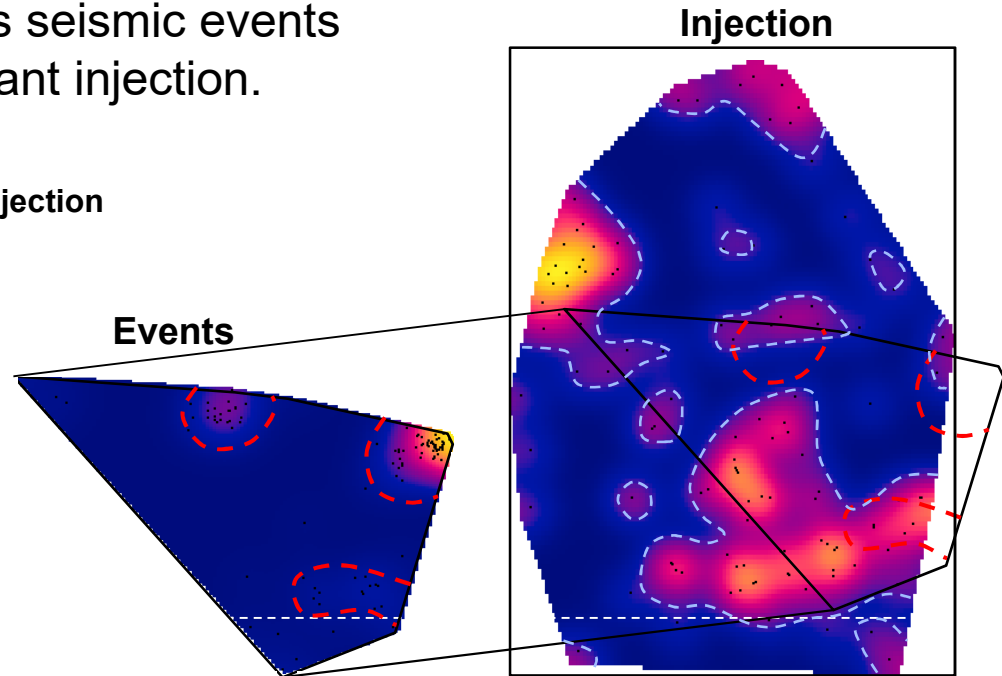 s seismic events
Injection
ant injection.
jection
Events